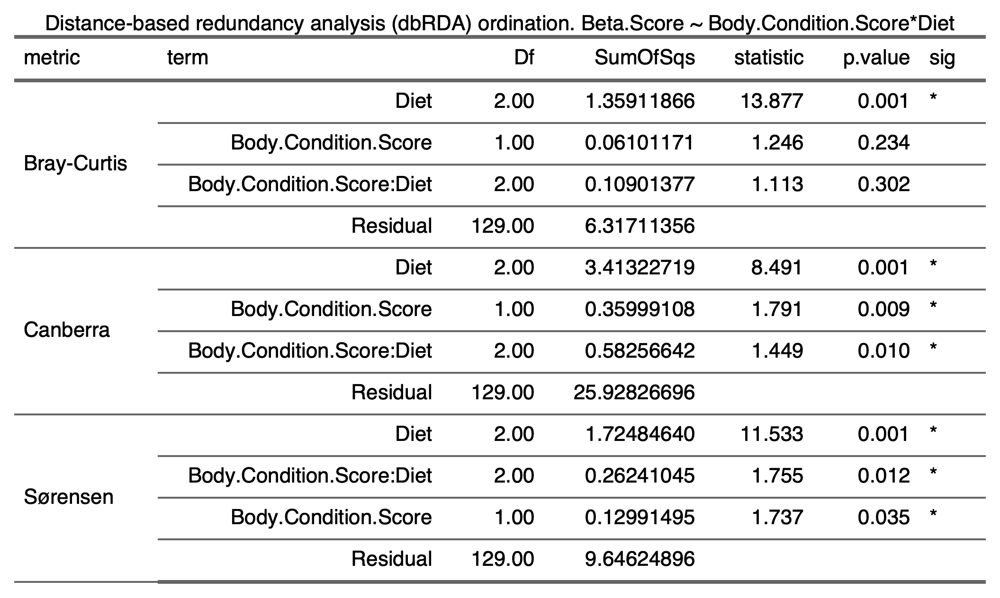 Distance-based redundancy analysis (dbRDA) ordination. Beta.Score ~ Body.Condition.Score*Diet
metric term Df SumOfSqs statistic p.value sig
Bray-Curtis
Diet 2.00 1.35911866 13.877 0.001 *
Body.Condition.Score 1.00 0.06101171 1.246 0.234
Body.Condition.Score:Diet 2.00 0.10901377 1.113 0.302
Residual 129.00 6.31711356
Canberra
Diet 2.00 3.41322719 8.491 0.001 *
Body.Condition.Score 1.00 0.35999108 1.791 0.009 *
Body.Condition.Score:Diet 2.00 0.58256642 1.449 0.010 *
Residual 129.00 25.92826696
Sørensen
Diet 2.00 1.72484640 11.533 0.001 *
Body.Condition.Score:Diet 2.00 0.26241045 1.755 0.012 *
Body.Condition.Score 1.00 0.12991495 1.737 0.035 *
Residual 129.00 9.64624896